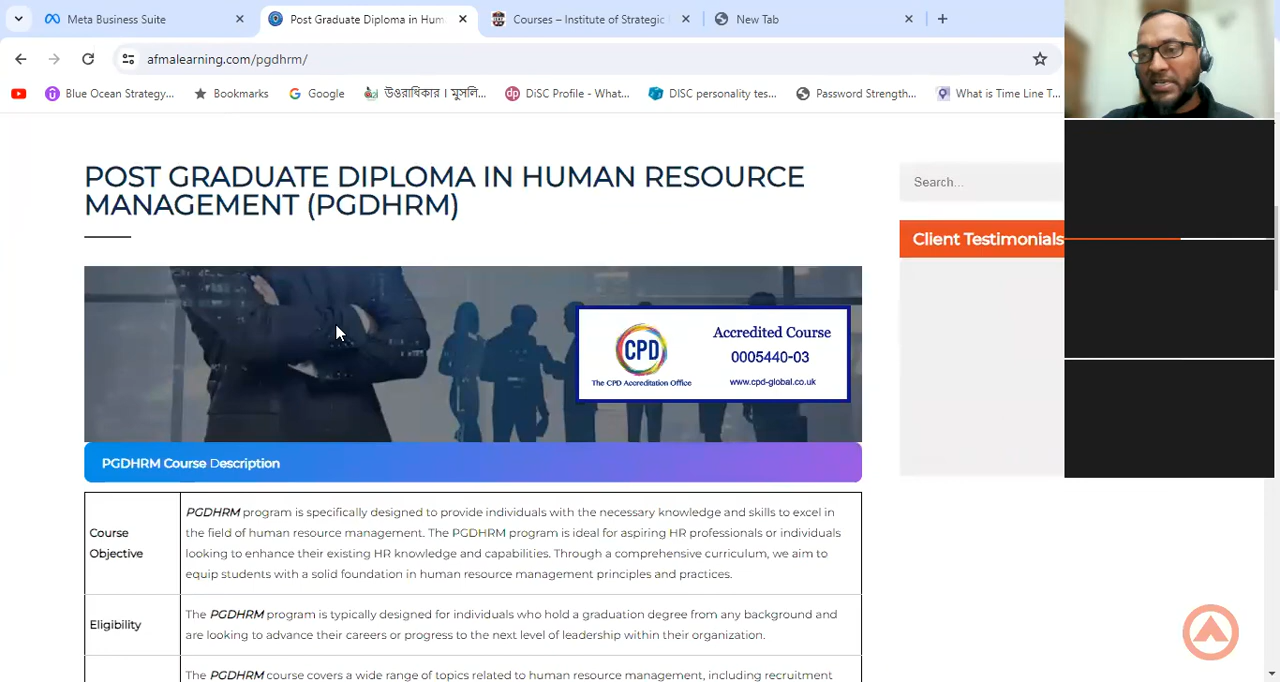 Meta Business Suite
Post Graduate Diploma in Hum
Courses – Institute of Strategic
New Tab
afmalearning.com/pgdhrm/
Blue Ocean Strategy...
Bookmarks
Google
উত্তরাধিকার । মুসলি...
DiSC Profile - What...
DISC personality tes...
Password Strength...
What is Time Line T...
POST GRADUATE DIPLOMA IN HUMAN RESOURCE
MANAGEMENT (PGDHRM)
Search...
Client Testimonials
CPD
The CPD Accreditation Office
Accredited Course
0005440-03
www.cpd-global.co.uk
PGDHRM Course Description
Course
Objective
PGDHRM program is specifically designed to provide individuals with the necessary knowledge and skills to excel in
the field of human resource management. The PGDHRM program is ideal for aspiring HR professionals or individuals
looking to enhance their existing HR knowledge and capabilities. Through a comprehensive curriculum, we aim to
equip students with a solid foundation in human resource management principles and practices.
Eligibility
The PGDHRM program is typically designed for individuals who hold a graduation degree from any background and
are looking to advance their careers or progress to the next level of leadership within their organization.
The PGDHRM course covers a wide range of topics related to human resource management, including recruitment